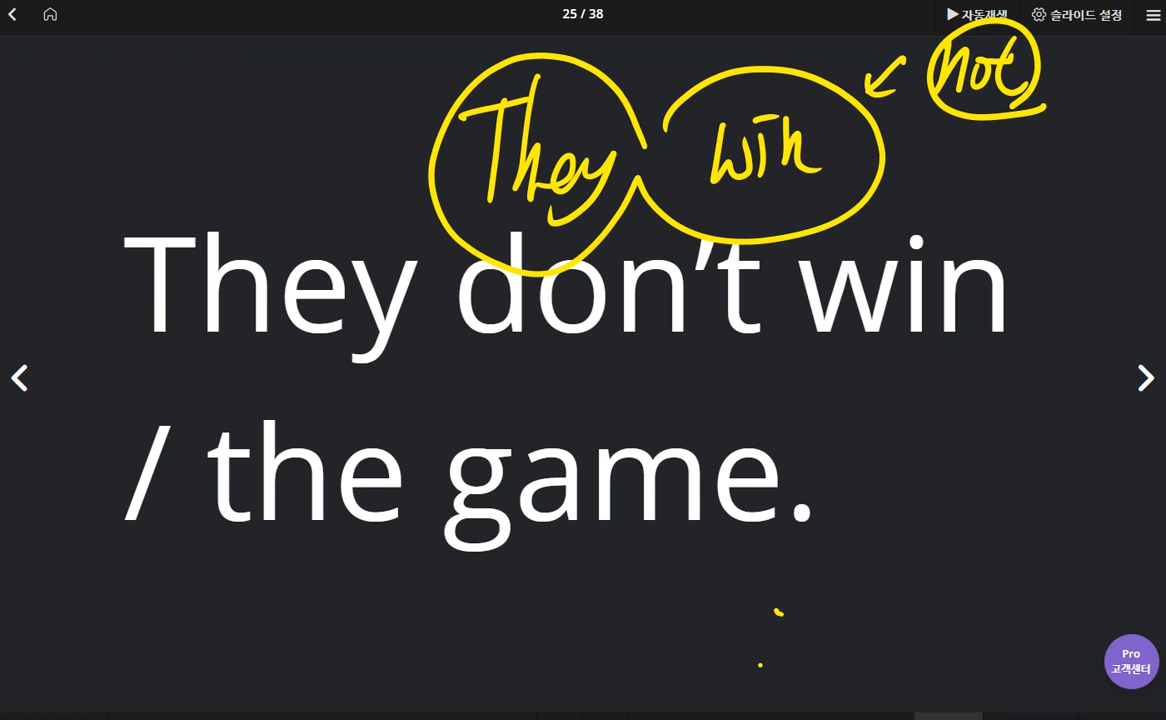 25 / 38
자동재생
슬라이드 설정
not
They win
They don't win
/ the game.
Pro
고객센터